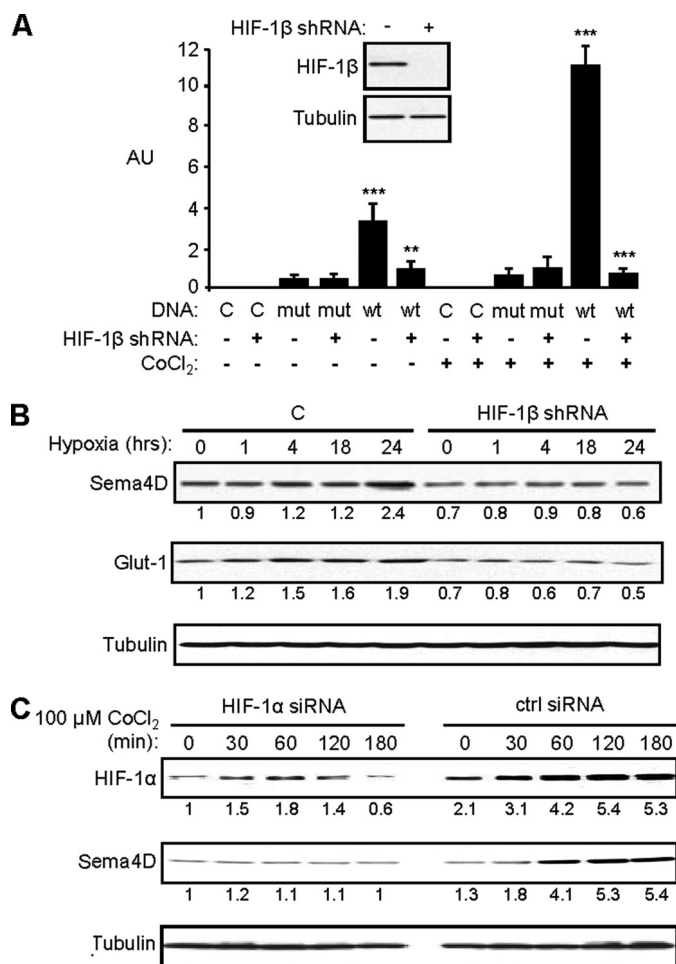 A
HIF-1β shRNA: - +
HIF-1β
Tubulin
AU
12
10
8
6
4
2
0
*** ** *** ***
DNA: C C mut mut wt wt C C mut mut wt wt
HIF-1β shRNA: - + - + - + - + - + - +
CoCl2: - - - - - - + + + + + +
B
C HIF-1β shRNA
Hypoxia (hrs): 0 1 4 18 24 0 1 4 18 24
Sema4D
1 0.9 1.2 1.2 2.4 0.7 0.8 0.9 0.8 0.6
Glut-1
1 1.2 1.5 1.6 1.9 0.7 0.8 0.6 0.7 0.5
Tubulin
C
HIF-1α siRNA ctrl siRNA
100 µM CoCl2
(min): 0 30 60 120 180 0 30 60 120 180
HIF-1α
1 1.5 1.8 1.4 0.6 2.1 3.1 4.2 5.4 5.3
Sema4D
1 1.2 1.1 1.1 1 1.3 1.8 4.1 5.3 5.4
Tubulin